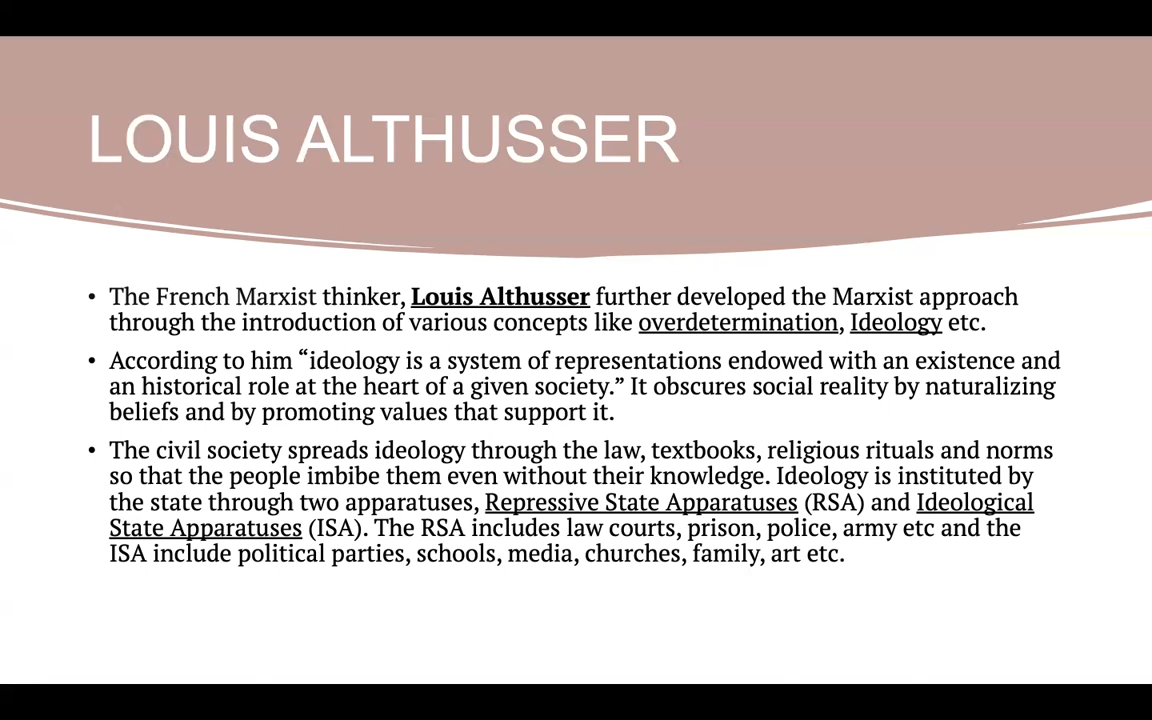 LOUIS ALTHUSSER
• The French Marxist thinker, Louis Althusser further developed the Marxist approach
through the introduction of various concepts like overdetermination, Ideology etc.
• According to him “ideology is a system of representations endowed with an existence and
an historical role at the heart of a given society.” It obscures social reality by naturalizing
beliefs and by promoting values that support it.
• The civil society spreads ideology through the law, textbooks, religious rituals and norms
so that the people imbibe them even without their knowledge. Ideology is instituted by
the state through two apparatuses, Repressive State Apparatuses (RSA) and Ideological
State Apparatuses (ISA). The RSA includes law courts, prison, police, army etc and the
ISA include political parties, schools, media, churches, family, art etc.